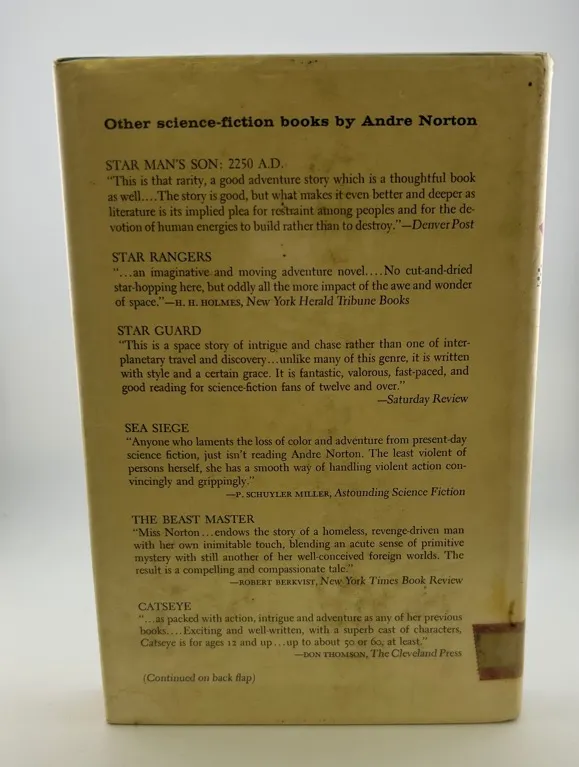 Other science-fiction books by Andre Norton
STAR MAN'S SON: 2250 A.D.
"This is that rarity, a good adventure story which is a thoughtful book
as well....The story is good, but what makes it even better and deeper as
literature is its implied plea for restraint among peoples and for the de-
votion of human energies to build rather than to destroy."—Denver Post
STAR RANGERS
"...an imaginative and moving adventure novel....No cut-and-dried
star-hopping here, but oddly all the more impact of the awe and wonder
of space."—H. H. HOLMES, New York Herald Tribune Books
STAR GUARD
"This is a space story of intrigue and chase rather than one of inter-
planetary travel and discovery...unlike many of this genre, it is written
with style and a certain grace. It is fantastic, valorous, fast-paced, and
good reading for science-fiction fans of twelve and over."
—Saturday Review
SEA SIEGE
"Anyone who laments the loss of color and adventure from present-day
science fiction, just isn't reading Andre Norton. The least violent of
persons herself, she has a smooth way of handling violent action con-
vincingly and grippingly."
—P. SCHUYLER MILLER, Astounding Science Fiction
THE BEAST MASTER
"Miss Norton...endows the story of a homeless, revenge-driven man
with her own inimitable touch, blending an acute sense of primitive
mystery with still another of her well-conceived foreign worlds. The
result is a compelling and compassionate tale."
—ROBERT BERKVIST, New York Times Book Review
CATSEYE
"...as packed with action, intrigue and adventure as any of her previous
books....Exciting and well-written, with a superb cast of characters,
Catseye is for ages 12 and up...up to about 50 or 60, at least."
—DON THOMSON, The Cleveland Press
(Continued on back flap)